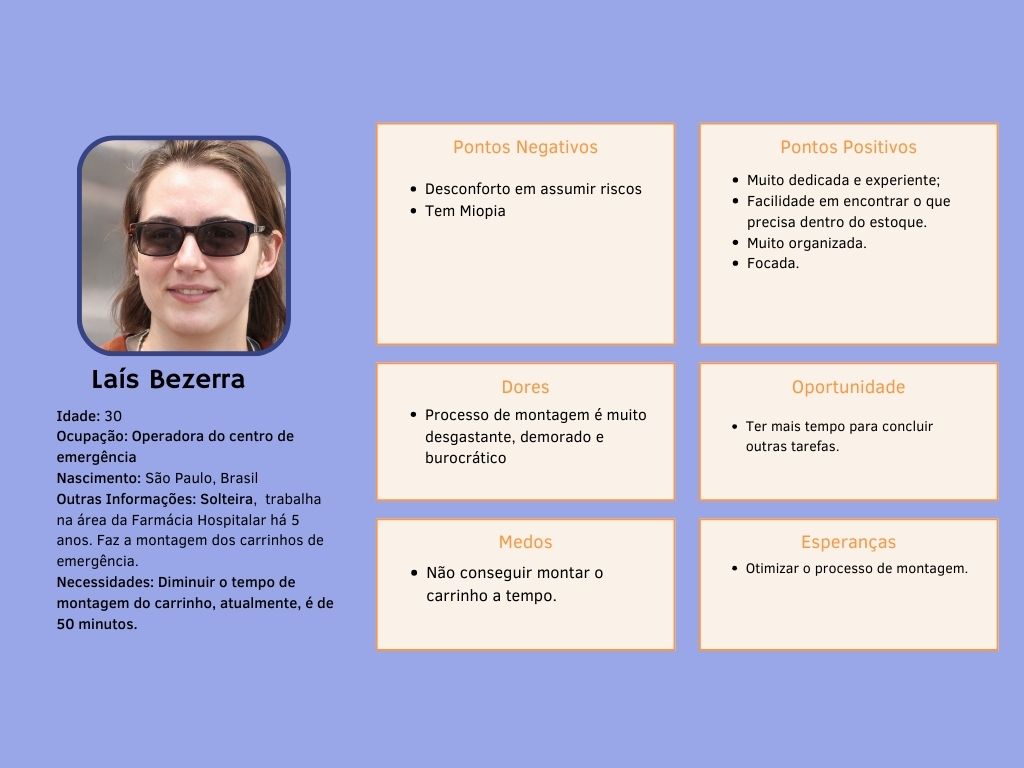 Laís Bezerra
Idade: 30
Ocupação: Operadora do centro de
emergência
Nascimento: São Paulo, Brasil
Outras Informações: Solteira, trabalha
na área da Farmácia Hospitalar há 5
anos. Faz a montagem dos carrinhos de
emergência.
Necessidades: Diminuir o tempo de
montagem do carrinho, atualmente, é de
50 minutos.
Pontos Negativos
• Desconforto em assumir riscos
• Tem Miopia
Pontos Positivos
• Muito dedicada e experiente;
• Facilidade em encontrar o que
precisa dentro do estoque.
• Muito organizada.
• Focada.
Dores
• Processo de montagem é muito
desgastante, demorado e
burocrático
Oportunidade
• Ter mais tempo para concluir
outras tarefas.
Medos
• Não conseguir montar o
carrinho a tempo.
Esperanças
• Otimizar o processo de montagem.